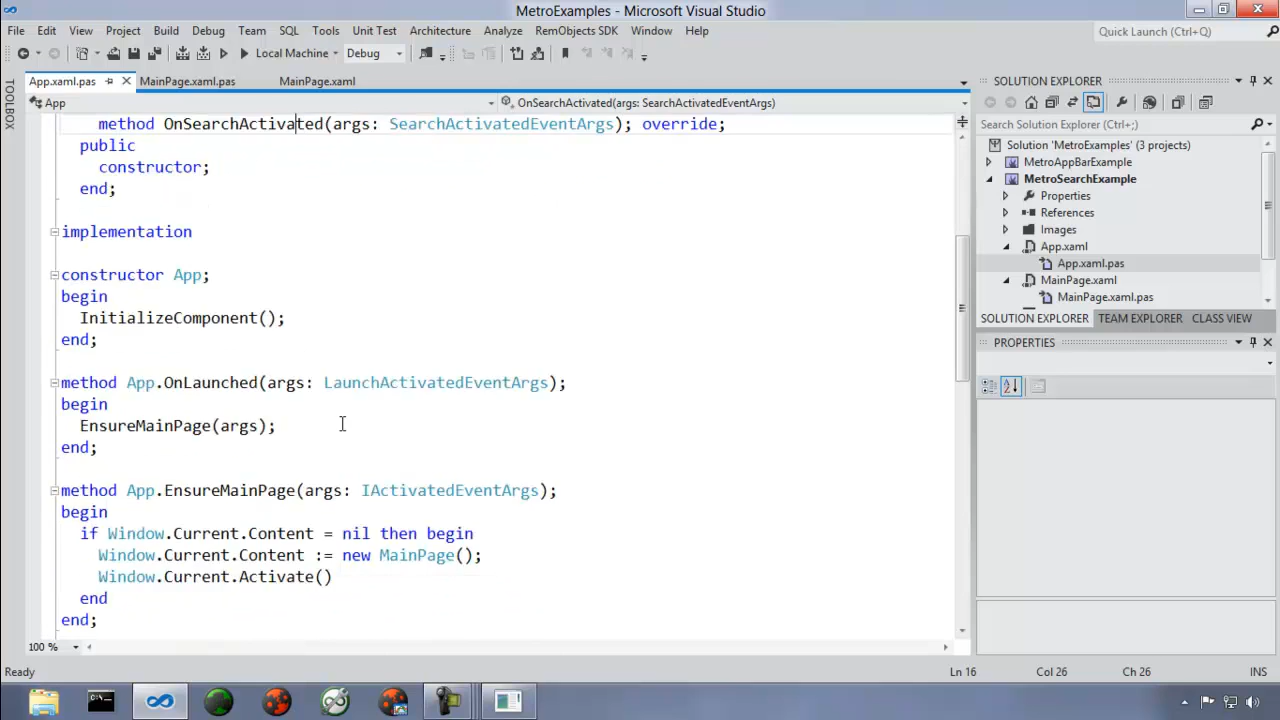 MetroExamples - Microsoft Visual Studio
File Edit View Project Build Debug Team SQL Tools Unit Test Architecture Analyze RemObjects SDK Window Help
Quick Launch (Ctrl+Q)
Local Machine Debug
TOOLBOX
App.xaml.pas MainPage.xaml.pas MainPage.xaml
App OnSearchActivated(args: SearchActivatedEventArgs)
method OnSearchActivated(args: SearchActivatedEventArgs); override;
public
constructor;
end;
implementation
constructor App;
begin
InitializeComponent();
end;
method App.OnLaunched(args: LaunchActivatedEventArgs);
begin
EnsureMainPage(args);
end;
method App.EnsureMainPage(args: IActivatedEventArgs);
begin
if Window.Current.Content = nil then begin
Window.Current.Content := new MainPage();
Window.Current.Activate()
end
end;
100 %
SOLUTION EXPLORER
Search Solution Explorer (Ctrl+;)
Solution 'MetroExamples' (3 projects)
MetroAppBarExample
MetroSearchExample
Properties
References
Images
App.xaml
App.xaml.pas
MainPage.xaml
MainPage.xaml.pas
SOLUTION EXPLORER TEAM EXPLORER CLASS VIEW
PROPERTIES
Ready Ln 16 Col 26 Ch 26 INS